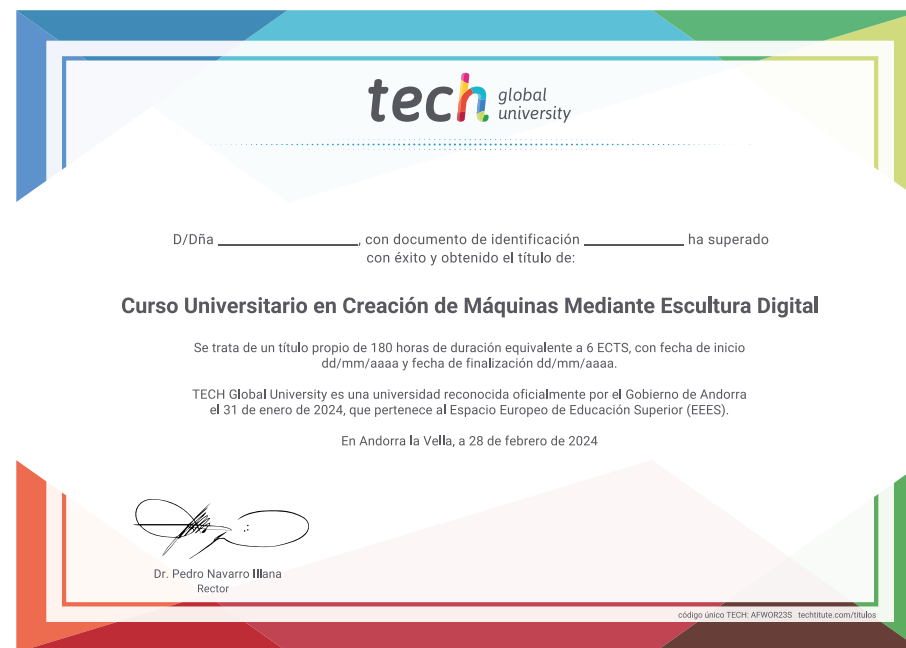 tech global university
D/Dña ______________, con documento de identificación __________ ha superado
con éxito y obtenido el título de:
Curso Universitario en Creación de Máquinas Mediante Escultura Digital
Se trata de un título propio de 180 horas de duración equivalente a 6 ECTS, con fecha de inicio
dd/mm/aaaa y fecha de finalización dd/mm/aaaa.
TECH Global University es una universidad reconocida oficialmente por el Gobierno de Andorra
el 31 de enero de 2024, que pertenece al Espacio Europeo de Educación Superior (EEES).
En Andorra la Vella, a 28 de febrero de 2024
Dr. Pedro Navarro Illana
Rector
código único TECH: AFWOR23S techtitute.com/titulos